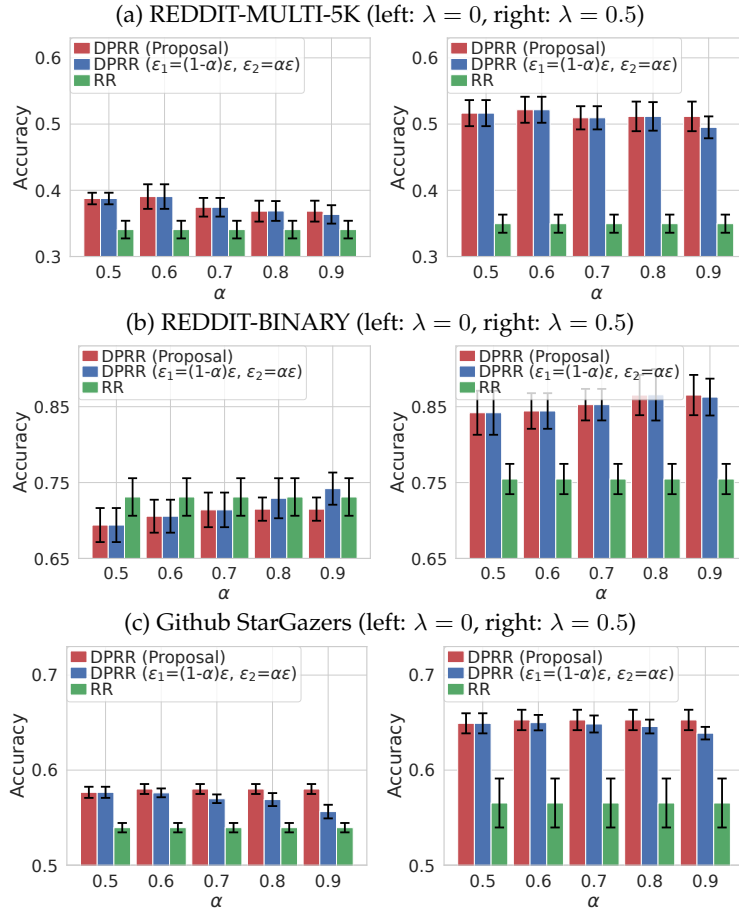 (a) REDDIT-MULTI-5K (left: λ = 0, right: λ = 0.5)
DPRR (Proposal)
DPRR (ε₁=(1-α)ε, ε₂=αε)
RR
Accuracy
0.6
0.5
0.4
0.3
0.5 0.6 0.7 0.8 0.9
α
DPRR (Proposal)
DPRR (ε₁=(1-α)ε, ε₂=αε)
RR
Accuracy
0.6
0.5
0.4
0.3
0.5 0.6 0.7 0.8 0.9
α
(b) REDDIT-BINARY (left: λ = 0, right: λ = 0.5)
DPRR (Proposal)
DPRR (ε₁=(1-α)ε, ε₂=αε)
RR
Accuracy
0.85
0.75
0.65
0.5 0.6 0.7 0.8 0.9
α
DPRR (Proposal)
DPRR (ε₁=(1-α)ε, ε₂=αε)
RR
Accuracy
0.85
0.75
0.65
0.5 0.6 0.7 0.8 0.9
α
(c) Github StarGazers (left: λ = 0, right: λ = 0.5)
DPRR (Proposal)
DPRR (ε₁=(1-α)ε, ε₂=αε)
RR
Accuracy
0.7
0.6
0.5
0.5 0.6 0.7 0.8 0.9
α
DPRR (Proposal)
DPRR (ε₁=(1-α)ε, ε₂=αε)
RR
Accuracy
0.7
0.6
0.5
0.5 0.6 0.7 0.8 0.9
α